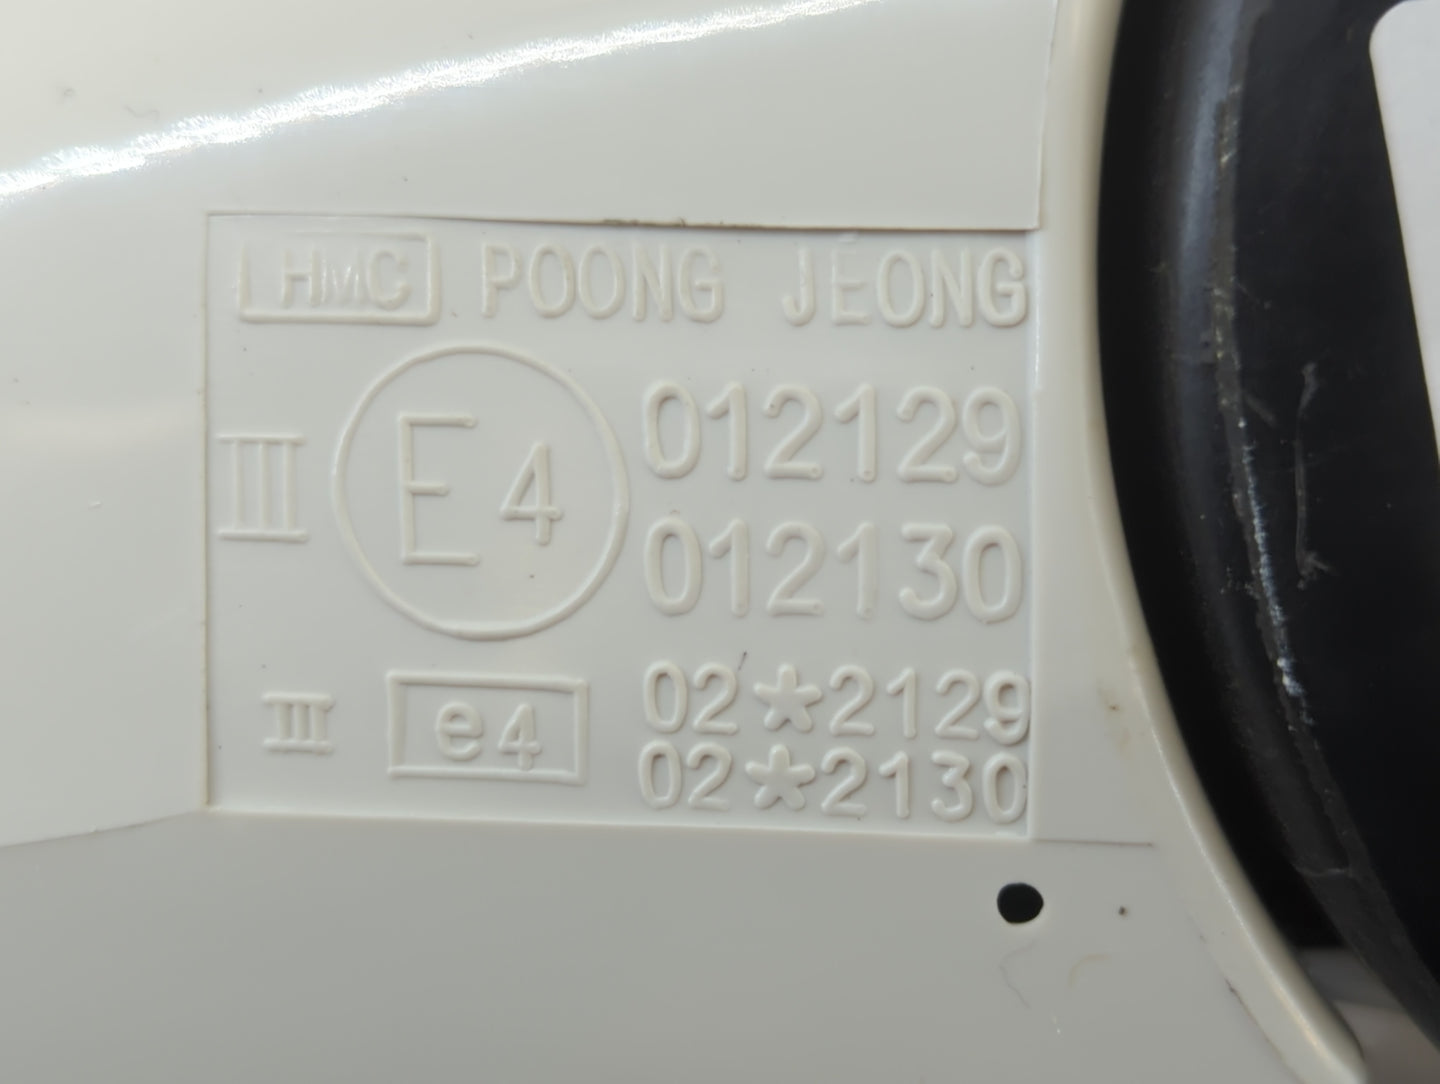 HMC POONG JEONG
III E4 012129
012130
III e4 02*2129
02*2130